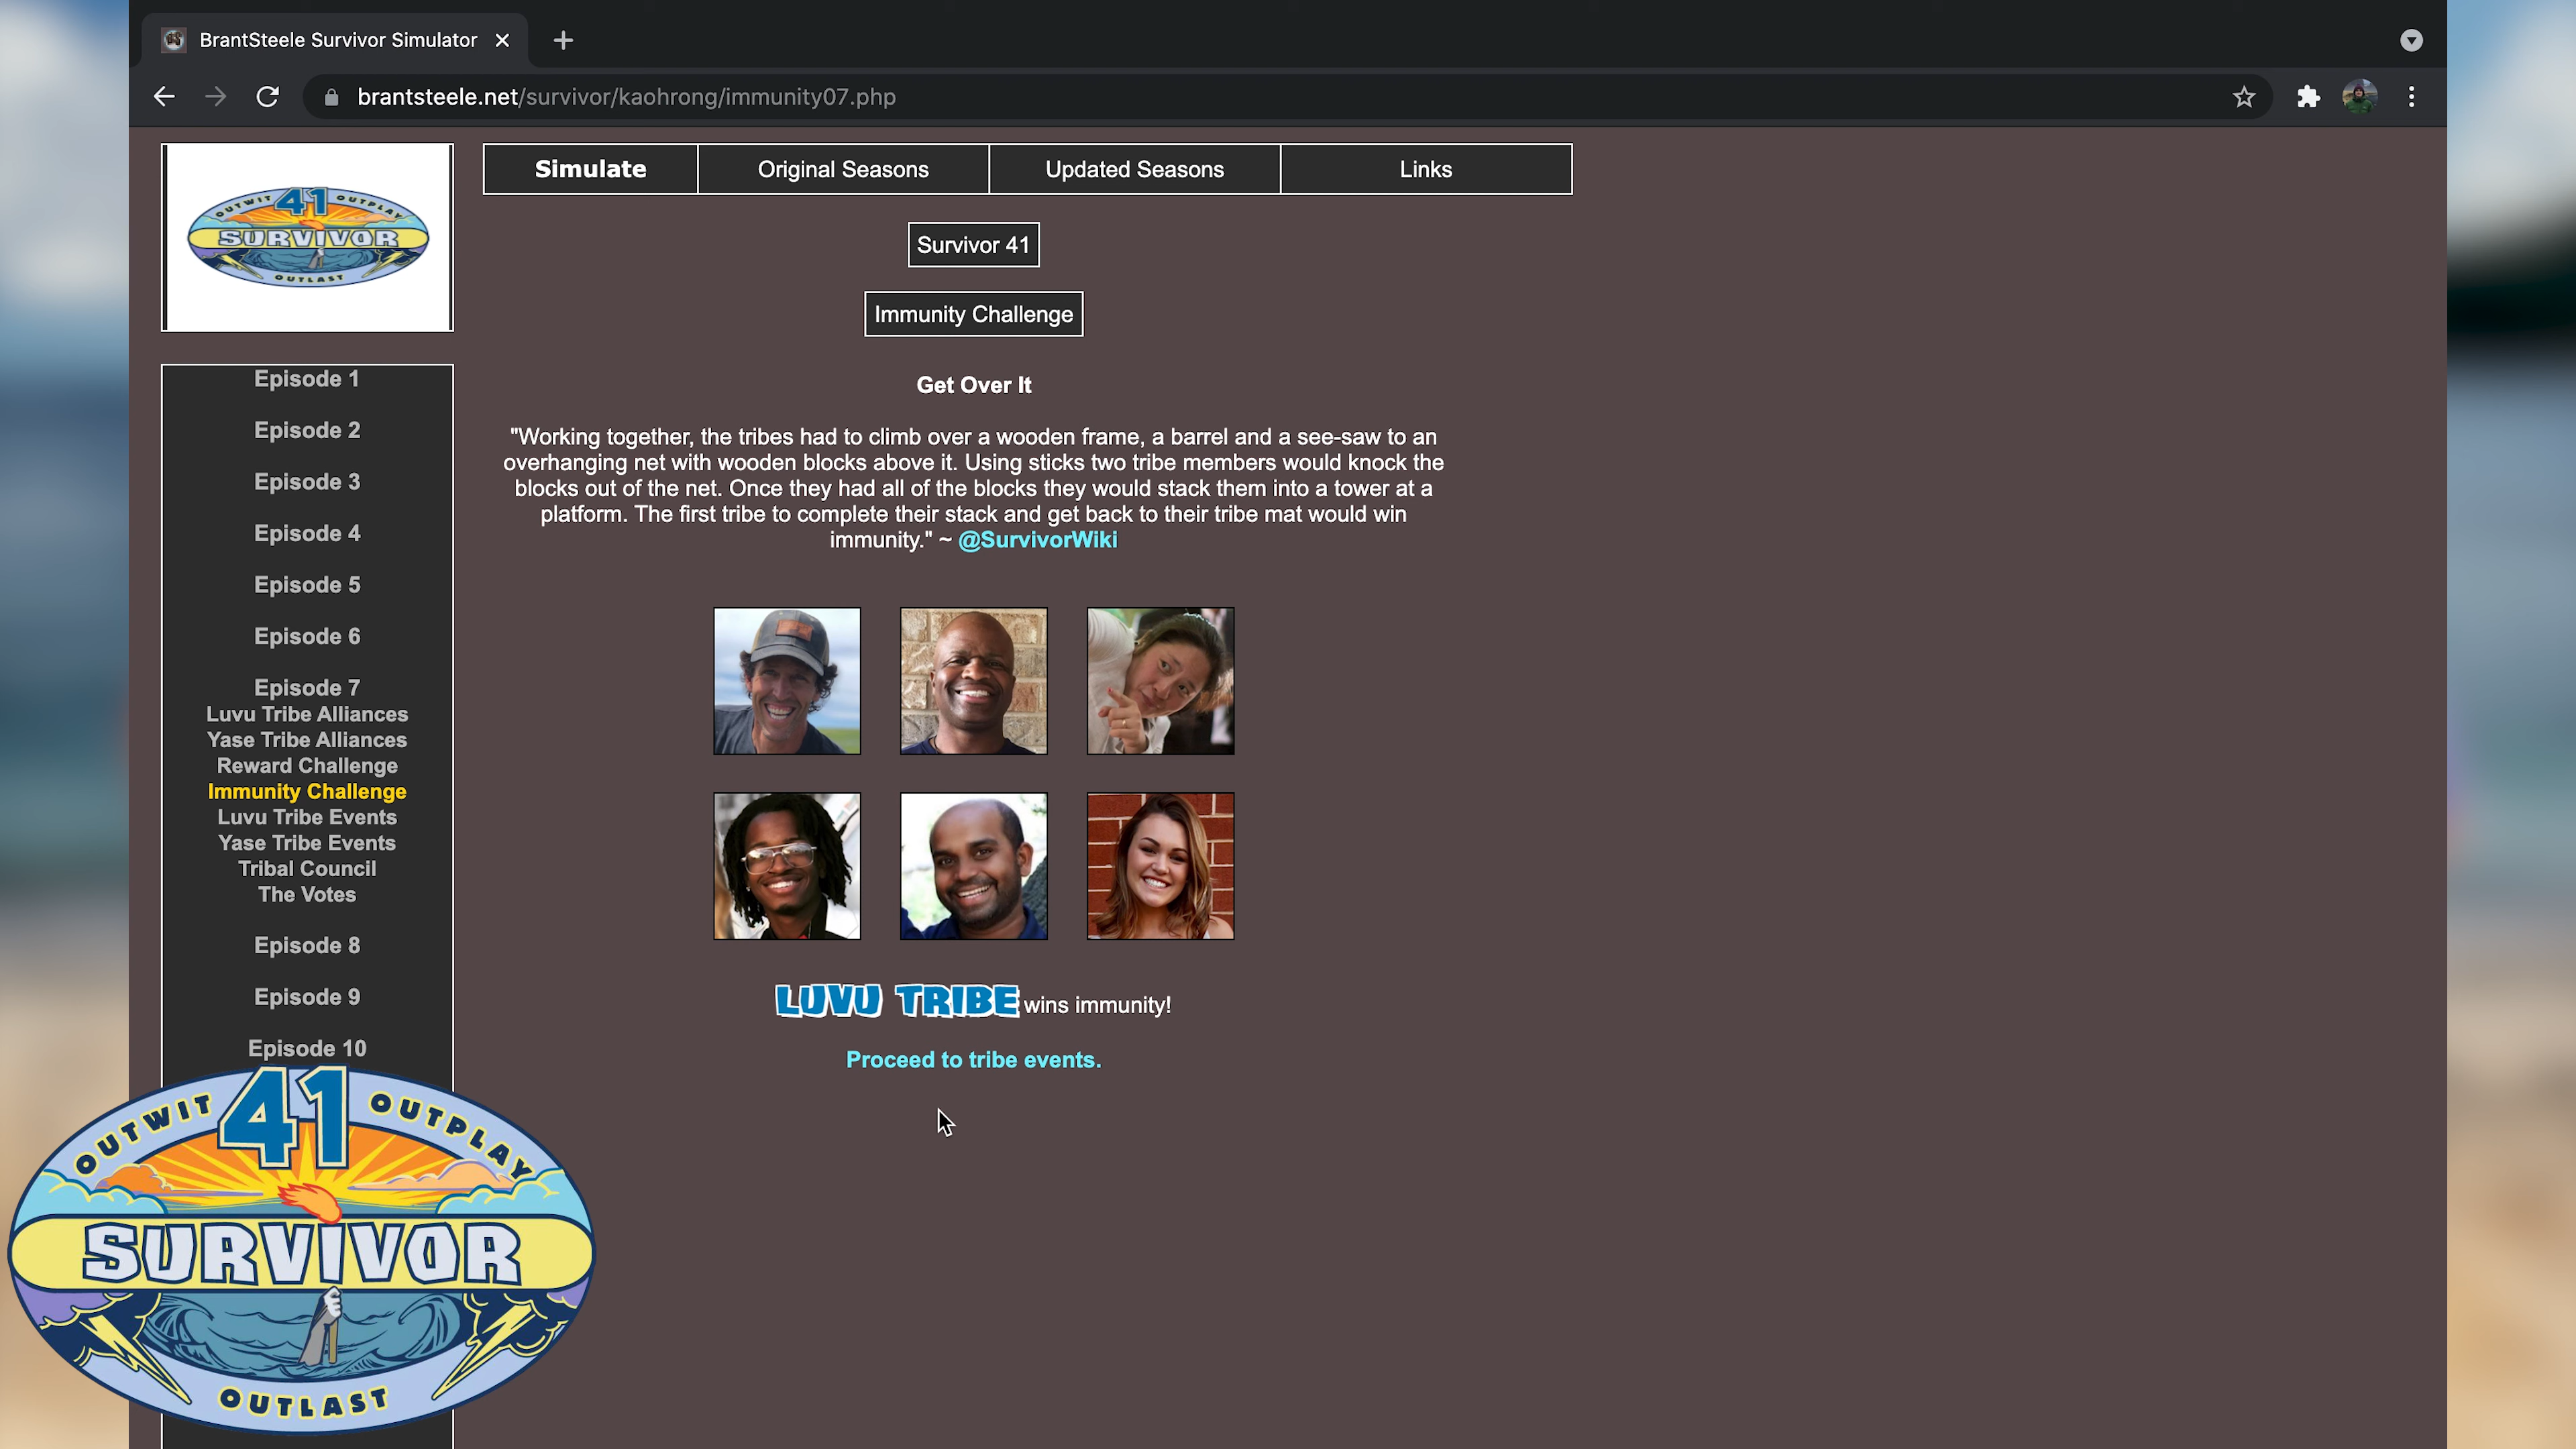 BrantSteele Survivor Simulator
brantsteele.net/survivor/kaohrong/immunity07.php
OUTWIT 41 OUTPLAY
SURVIVOR
OUTLAST
Simulate
Original Seasons
Updated Seasons
Links
Survivor 41
Immunity Challenge
Get Over It
"Working together, the tribes had to climb over a wooden frame, a barrel and a see-saw to an
overhanging net with wooden blocks above it. Using sticks two tribe members would knock the
blocks out of the net. Once they had all of the blocks they would stack them into a tower at a
platform. The first tribe to complete their stack and get back to their tribe mat would win
immunity." ~ @SurvivorWiki
LUVU TRIBE wins immunity!
Proceed to tribe events.
Episode 1
Episode 2
Episode 3
Episode 4
Episode 5
Episode 6
Episode 7
Luvu Tribe Alliances
Yase Tribe Alliances
Reward Challenge
Immunity Challenge
Luvu Tribe Events
Yase Tribe Events
Tribal Council
The Votes
Episode 8
Episode 9
Episode 10
OUTWIT 41 OUTPLAY
SURVIVOR
OUTLAST